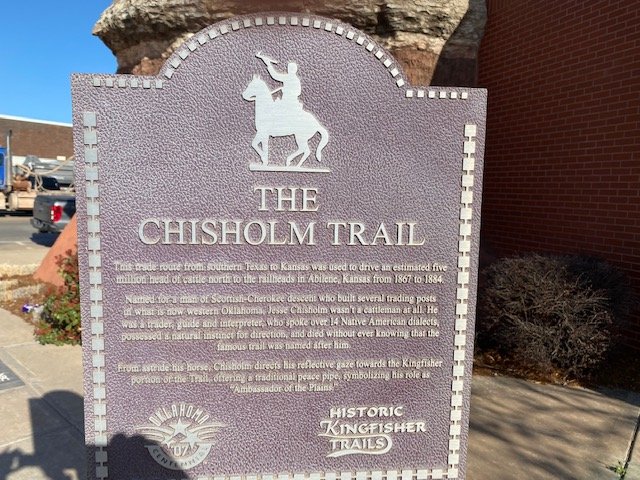 THE
CHISHOLM TRAIL
This trade route from southern Texas to Kansas was used to drive an estimated five
million head of cattle north to the railheads in Abilene, Kansas from 1867 to 1884.
Named for a man of Scottish-Cherokee descent who built several trading posts
in what is now western Oklahoma, Jesse Chisholm wasn't a cattleman at all. He
was a trader, guide and interpreter, who spoke over 14 Native American dialects,
possessed a natural instinct for direction, and died without ever knowing that the
famous trail was named after him.
From astride his horse, Chisholm directs his reflective gaze towards the Kingfisher
portion of the Trail, offering a traditional peace pipe, symbolizing his role as
"Ambassador of the Plains."
OKLAHOMA
CENTENNIAL
HISTORIC
KINGFISHER
TRAILS